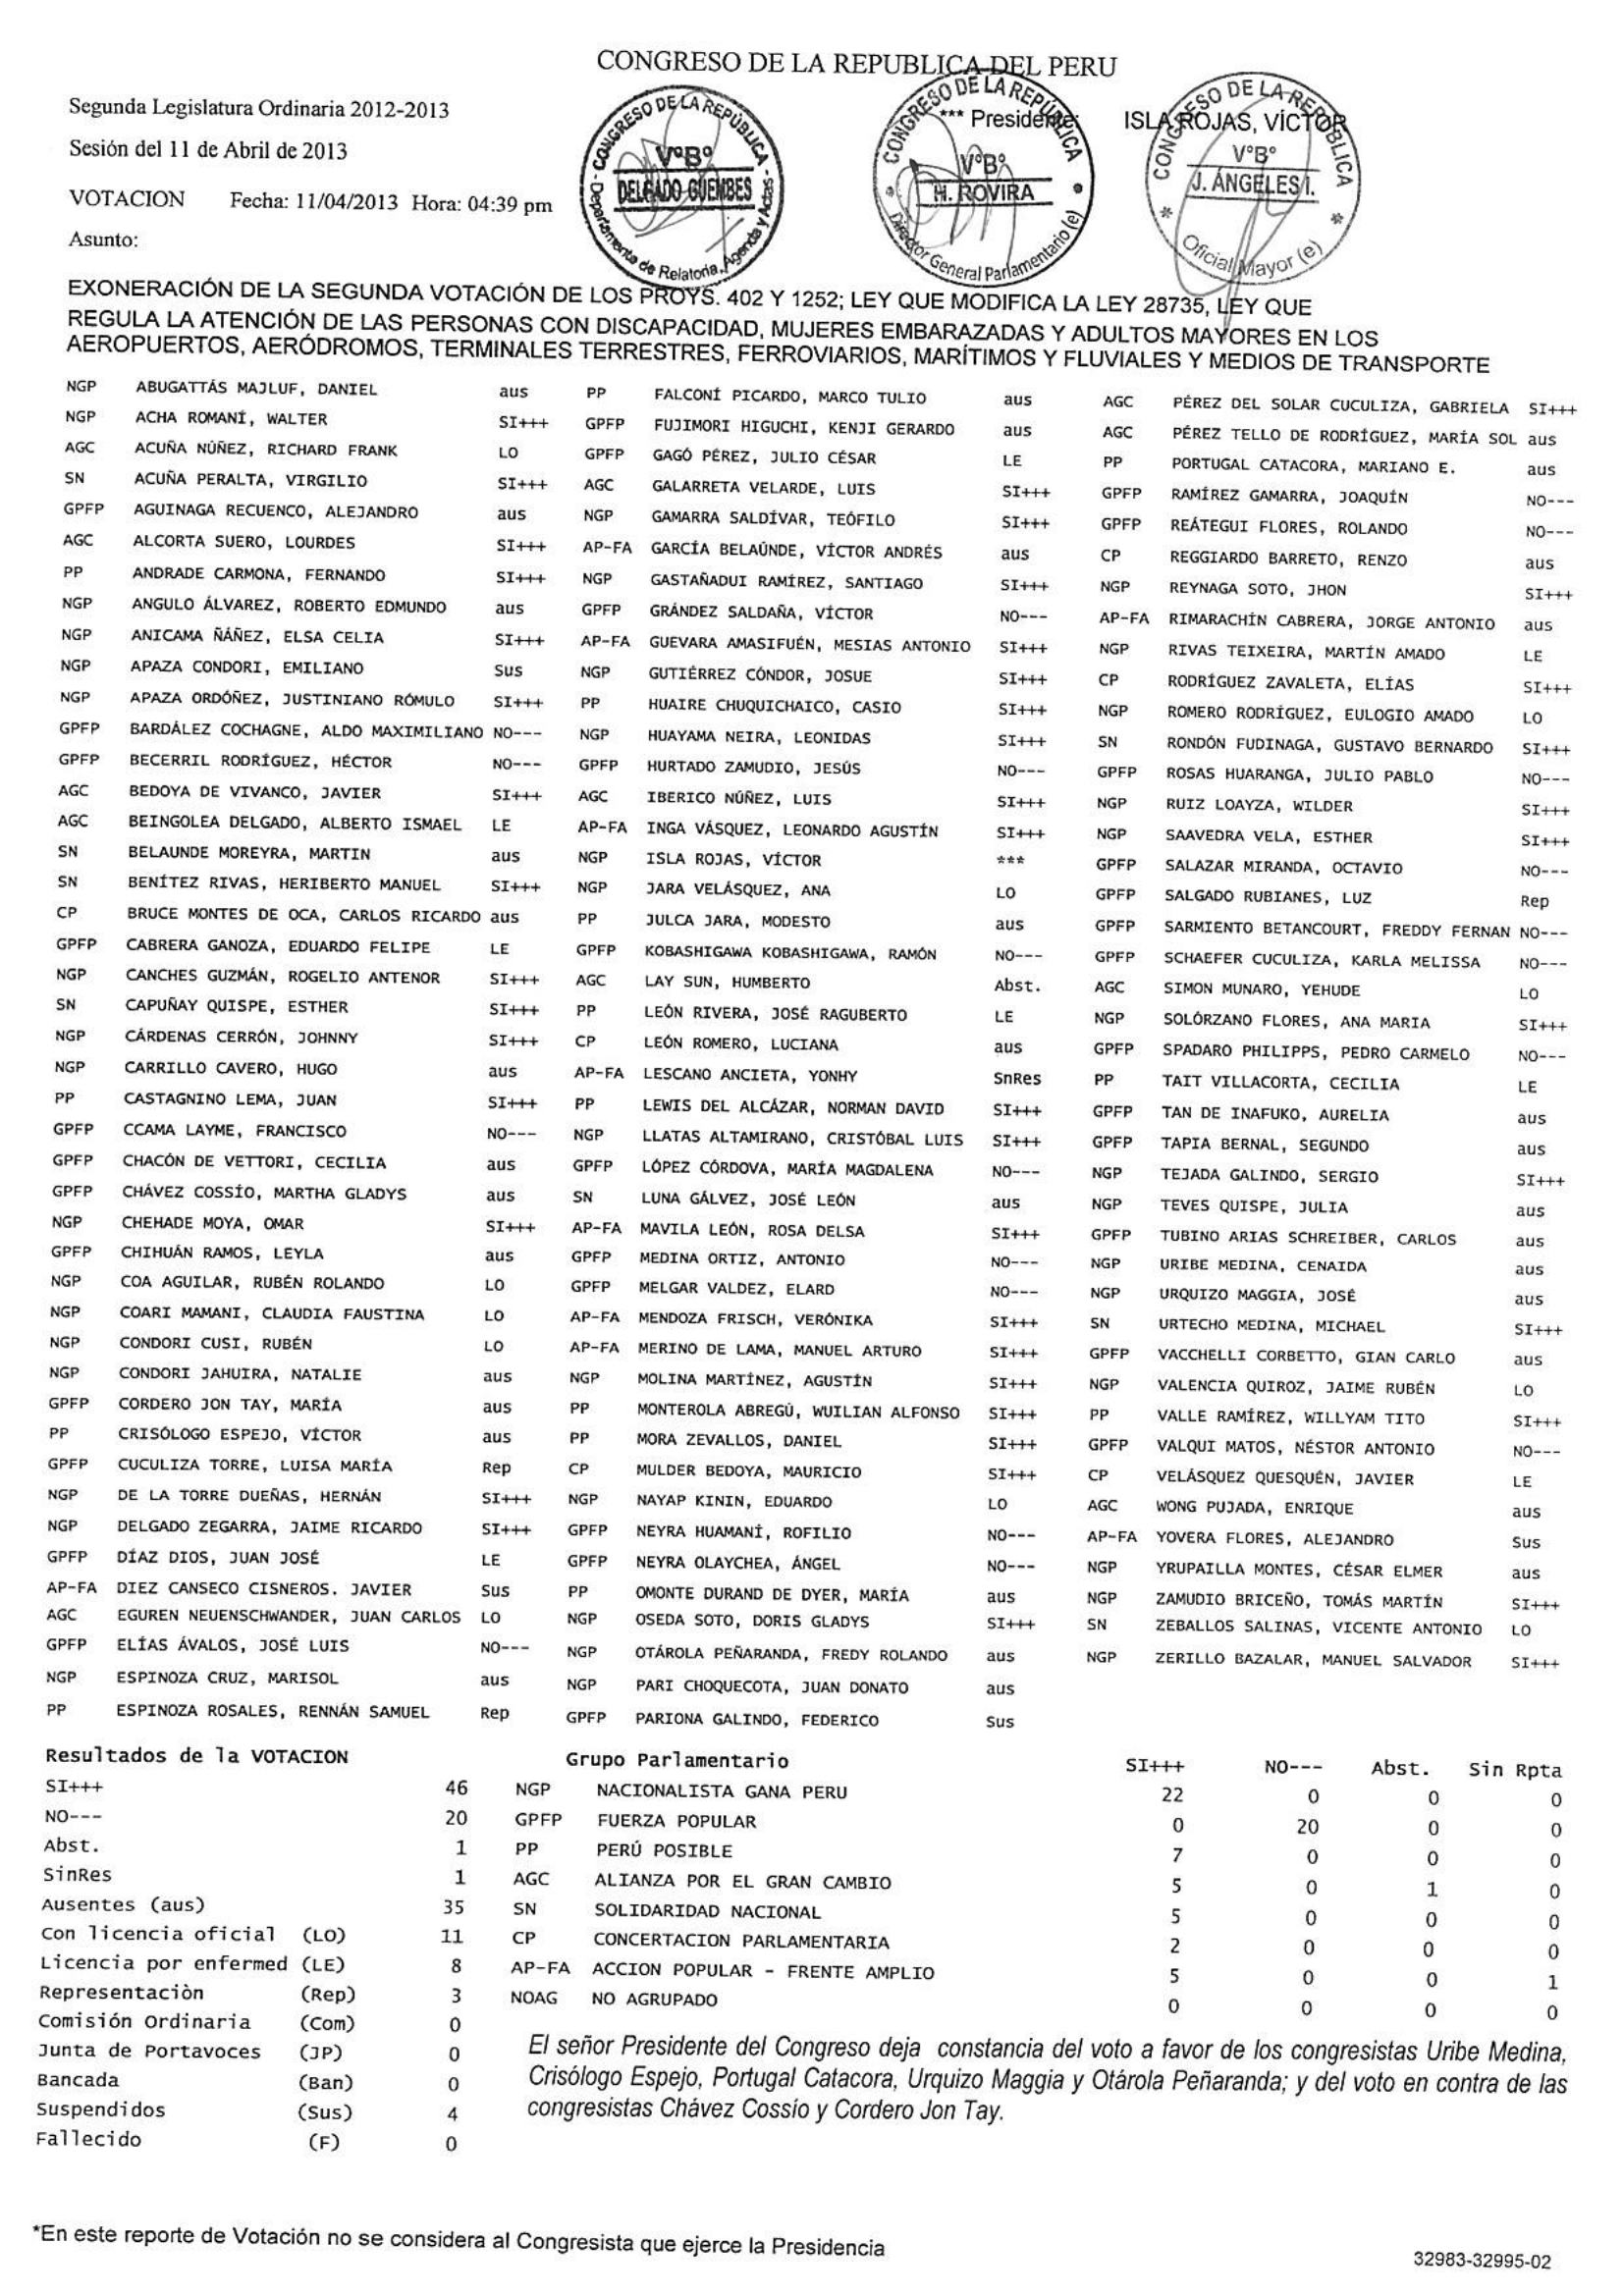 CONGRESO DE LA REPUBLICA DEL PERU
Segunda Legislatura Ordinaria 2012-2013
*** Presidente: ISLA ROJAS, VÍCTOR
Sesión del 11 de Abril de 2013
VOTACION Fecha: 11/04/2013 Hora: 04:39 pm
Asunto:
CONGRESO DE LA REPÚBLICA -
V°B°
DELGADO GÜEMBES
Departamento de Relatoria, Agenda y Actas -
CONGRESO DE LA REPÚBLICA
V°B°
H. ROVIRA
Director General Parlamentario (e)
CONGRESO DE LA REPÚBLICA
V°B°
J. ÁNGELES I.
Oficial Mayor (e)
EXONERACIÓN DE LA SEGUNDA VOTACIÓN DE LOS PROYS. 402 Y 1252; LEY QUE MODIFICA LA LEY 28735, LEY QUE
REGULA LA ATENCIÓN DE LAS PERSONAS CON DISCAPACIDAD, MUJERES EMBARAZADAS Y ADULTOS MAYORES EN LOS
AEROPUERTOS, AERÓDROMOS, TERMINALES TERRESTRES, FERROVIARIOS, MARÍTIMOS Y FLUVIALES Y MEDIOS DE TRANSPORTE
NGP ABUGATTÁS MAJLUF, DANIEL aus
NGP ACHA ROMANÍ, WALTER SI+++
AGC ACUÑA NÚÑEZ, RICHARD FRANK LO
SN ACUÑA PERALTA, VIRGILIO SI+++
GPFP AGUINAGA RECUENCO, ALEJANDRO aus
AGC ALCORTA SUERO, LOURDES SI+++
PP ANDRADE CARMONA, FERNANDO SI+++
NGP ANGULO ÁLVAREZ, ROBERTO EDMUNDO aus
NGP ANICAMA ÑÁÑEZ, ELSA CELIA SI+++
NGP APAZA CONDORI, EMILIANO Sus
NGP APAZA ORDÓÑEZ, JUSTINIANO RÓMULO SI+++
GPFP BARDÁLEZ COCHAGNE, ALDO MAXIMILIANO NO---
GPFP BECERRIL RODRÍGUEZ, HÉCTOR NO---
AGC BEDOYA DE VIVANCO, JAVIER SI+++
AGC BEINGOLEA DELGADO, ALBERTO ISMAEL LE
SN BELAUNDE MOREYRA, MARTIN aus
SN BENÍTEZ RIVAS, HERIBERTO MANUEL SI+++
CP BRUCE MONTES DE OCA, CARLOS RICARDO aus
GPFP CABRERA GANOZA, EDUARDO FELIPE LE
NGP CANCHES GUZMÁN, ROGELIO ANTENOR SI+++
SN CAPUÑAY QUISPE, ESTHER SI+++
NGP CÁRDENAS CERRÓN, JOHNNY SI+++
NGP CARRILLO CAVERO, HUGO aus
PP CASTAGNINO LEMA, JUAN SI+++
GPFP CCAMA LAYME, FRANCISCO NO---
GPFP CHACÓN DE VETTORI, CECILIA aus
GPFP CHÁVEZ COSSÍO, MARTHA GLADYS aus
NGP CHEHADE MOYA, OMAR SI+++
GPFP CHIHUÁN RAMOS, LEYLA aus
NGP COA AGUILAR, RUBÉN ROLANDO LO
NGP COARI MAMANI, CLAUDIA FAUSTINA LO
NGP CONDORI CUSI, RUBÉN LO
NGP CONDORI JAHUIRA, NATALIE aus
GPFP CORDERO JON TAY, MARÍA aus
PP CRISÓLOGO ESPEJO, VÍCTOR aus
GPFP CUCULIZA TORRE, LUISA MARÍA Rep
NGP DE LA TORRE DUEÑAS, HERNÁN SI+++
NGP DELGADO ZEGARRA, JAIME RICARDO SI+++
GPFP DÍAZ DIOS, JUAN JOSÉ LE
AP-FA DIEZ CANSECO CISNEROS. JAVIER Sus
AGC EGUREN NEUENSCHWANDER, JUAN CARLOS LO
GPFP ELÍAS ÁVALOS, JOSÉ LUIS NO---
NGP ESPINOZA CRUZ, MARISOL aus
PP ESPINOZA ROSALES, RENNÁN SAMUEL Rep
PP FALCONÍ PICARDO, MARCO TULIO aus
GPFP FUJIMORI HIGUCHI, KENJI GERARDO aus
GPFP GAGÓ PÉREZ, JULIO CÉSAR LE
AGC GALARRETA VELARDE, LUIS SI+++
NGP GAMARRA SALDÍVAR, TEÓFILO SI+++
AP-FA GARCÍA BELAÚNDE, VÍCTOR ANDRÉS aus
NGP GASTAÑADUI RAMÍREZ, SANTIAGO SI+++
GPFP GRÁNDEZ SALDAÑA, VÍCTOR NO---
AP-FA GUEVARA AMASIFUÉN, MESIAS ANTONIO SI+++
NGP GUTIÉRREZ CÓNDOR, JOSUE SI+++
PP HUAIRE CHUQUICHAICO, CASIO SI+++
NGP HUAYAMA NEIRA, LEONIDAS SI+++
GPFP HURTADO ZAMUDIO, JESÚS NO---
AGC IBERICO NÚÑEZ, LUIS SI+++
AP-FA INGA VÁSQUEZ, LEONARDO AGUSTÍN SI+++
NGP ISLA ROJAS, VÍCTOR ***
NGP JARA VELÁSQUEZ, ANA LO
PP JULCA JARA, MODESTO aus
GPFP KOBASHIGAWA KOBASHIGAWA, RAMÓN NO---
AGC LAY SUN, HUMBERTO Abst.
PP LEÓN RIVERA, JOSÉ RAGUBERTO LE
CP LEÓN ROMERO, LUCIANA aus
AP-FA LESCANO ANCIETA, YONHY SnRes
PP LEWIS DEL ALCÁZAR, NORMAN DAVID SI+++
NGP LLATAS ALTAMIRANO, CRISTÓBAL LUIS SI+++
GPFP LÓPEZ CÓRDOVA, MARÍA MAGDALENA NO---
SN LUNA GÁLVEZ, JOSÉ LEÓN aus
AP-FA MAVILA LEÓN, ROSA DELSA SI+++
GPFP MEDINA ORTIZ, ANTONIO NO---
GPFP MELGAR VALDEZ, ELARD NO---
AP-FA MENDOZA FRISCH, VERÓNIKA SI+++
AP-FA MERINO DE LAMA, MANUEL ARTURO SI+++
NGP MOLINA MARTÍNEZ, AGUSTÍN SI+++
PP MONTEROLA ABREGÚ, WUILIAN ALFONSO SI+++
PP MORA ZEVALLOS, DANIEL SI+++
CP MULDER BEDOYA, MAURICIO SI+++
NGP NAYAP KININ, EDUARDO LO
GPFP NEYRA HUAMANÍ, ROFILIO NO---
GPFP NEYRA OLAYCHEA, ÁNGEL NO---
PP OMONTE DURAND DE DYER, MARÍA aus
NGP OSEDA SOTO, DORIS GLADYS SI+++
NGP OTÁROLA PEÑARANDA, FREDY ROLANDO aus
NGP PARI CHOQUECOTA, JUAN DONATO aus
GPFP PARIONA GALINDO, FEDERICO Sus
AGC PÉREZ DEL SOLAR CUCULIZA, GABRIELA SI+++
AGC PÉREZ TELLO DE RODRÍGUEZ, MARÍA SOL aus
PP PORTUGAL CATACORA, MARIANO E. aus
GPFP RAMÍREZ GAMARRA, JOAQUÍN NO---
GPFP REÁTEGUI FLORES, ROLANDO NO---
CP REGGIARDO BARRETO, RENZO aus
NGP REYNAGA SOTO, JHON SI+++
AP-FA RIMARACHÍN CABRERA, JORGE ANTONIO aus
NGP RIVAS TEIXEIRA, MARTÍN AMADO LE
CP RODRÍGUEZ ZAVALETA, ELÍAS SI+++
NGP ROMERO RODRÍGUEZ, EULOGIO AMADO LO
SN RONDÓN FUDINAGA, GUSTAVO BERNARDO SI+++
GPFP ROSAS HUARANGA, JULIO PABLO NO---
NGP RUIZ LOAYZA, WILDER SI+++
NGP SAAVEDRA VELA, ESTHER SI+++
GPFP SALAZAR MIRANDA, OCTAVIO NO---
GPFP SALGADO RUBIANES, LUZ Rep
GPFP SARMIENTO BETANCOURT, FREDDY FERNAN NO---
GPFP SCHAEFER CUCULIZA, KARLA MELISSA NO---
AGC SIMON MUNARO, YEHUDE LO
NGP SOLÓRZANO FLORES, ANA MARIA SI+++
GPFP SPADARO PHILIPPS, PEDRO CARMELO NO---
PP TAIT VILLACORTA, CECILIA LE
GPFP TAN DE INAFUKO, AURELIA aus
GPFP TAPIA BERNAL, SEGUNDO aus
NGP TEJADA GALINDO, SERGIO SI+++
NGP TEVES QUISPE, JULIA aus
GPFP TUBINO ARIAS SCHREIBER, CARLOS aus
NGP URIBE MEDINA, CENAIDA aus
NGP URQUIZO MAGGIA, JOSÉ aus
SN URTECHO MEDINA, MICHAEL SI+++
GPFP VACCHELLI CORBETTO, GIAN CARLO aus
NGP VALENCIA QUIROZ, JAIME RUBÉN LO
PP VALLE RAMÍREZ, WILLYAM TITO SI+++
GPFP VALQUI MATOS, NÉSTOR ANTONIO NO---
CP VELÁSQUEZ QUESQUÉN, JAVIER LE
AGC WONG PUJADA, ENRIQUE aus
AP-FA YOVERA FLORES, ALEJANDRO Sus
NGP YRUPAILLA MONTES, CÉSAR ELMER aus
NGP ZAMUDIO BRICEÑO, TOMÁS MARTÍN SI+++
SN ZEBALLOS SALINAS, VICENTE ANTONIO LO
NGP ZERILLO BAZALAR, MANUEL SALVADOR SI+++
Resultados de la VOTACION
SI+++ 46
NO--- 20
Abst. 1
SinRes 1
Ausentes (aus) 35
Con licencia oficial (LO) 11
Licencia por enfermed (LE) 8
Representaciòn (Rep) 3
Comisión Ordinaria (Com) 0
Junta de Portavoces (JP) 0
Bancada (Ban) 0
Suspendidos (Sus) 4
Fallecido (F) 0
Grupo Parlamentario SI+++ NO--- Abst. Sin Rpta
NGP NACIONALISTA GANA PERU 22 0 0 0
GPFP FUERZA POPULAR 0 20 0 0
PP PERÚ POSIBLE 7 0 0 0
AGC ALIANZA POR EL GRAN CAMBIO 5 0 1 0
SN SOLIDARIDAD NACIONAL 5 0 0 0
CP CONCERTACION PARLAMENTARIA 2 0 0 0
AP-FA ACCION POPULAR - FRENTE AMPLIO 5 0 0 1
NOAG NO AGRUPADO 0 0 0 0
El señor Presidente del Congreso deja constancia del voto a favor de los congresistas Uribe Medina,
Crisólogo Espejo, Portugal Catacora, Urquizo Maggia y Otárola Peñaranda; y del voto en contra de las
congresistas Chávez Cossío y Cordero Jon Tay.
*En este reporte de Votación no se considera al Congresista que ejerce la Presidencia
32983-32995-02